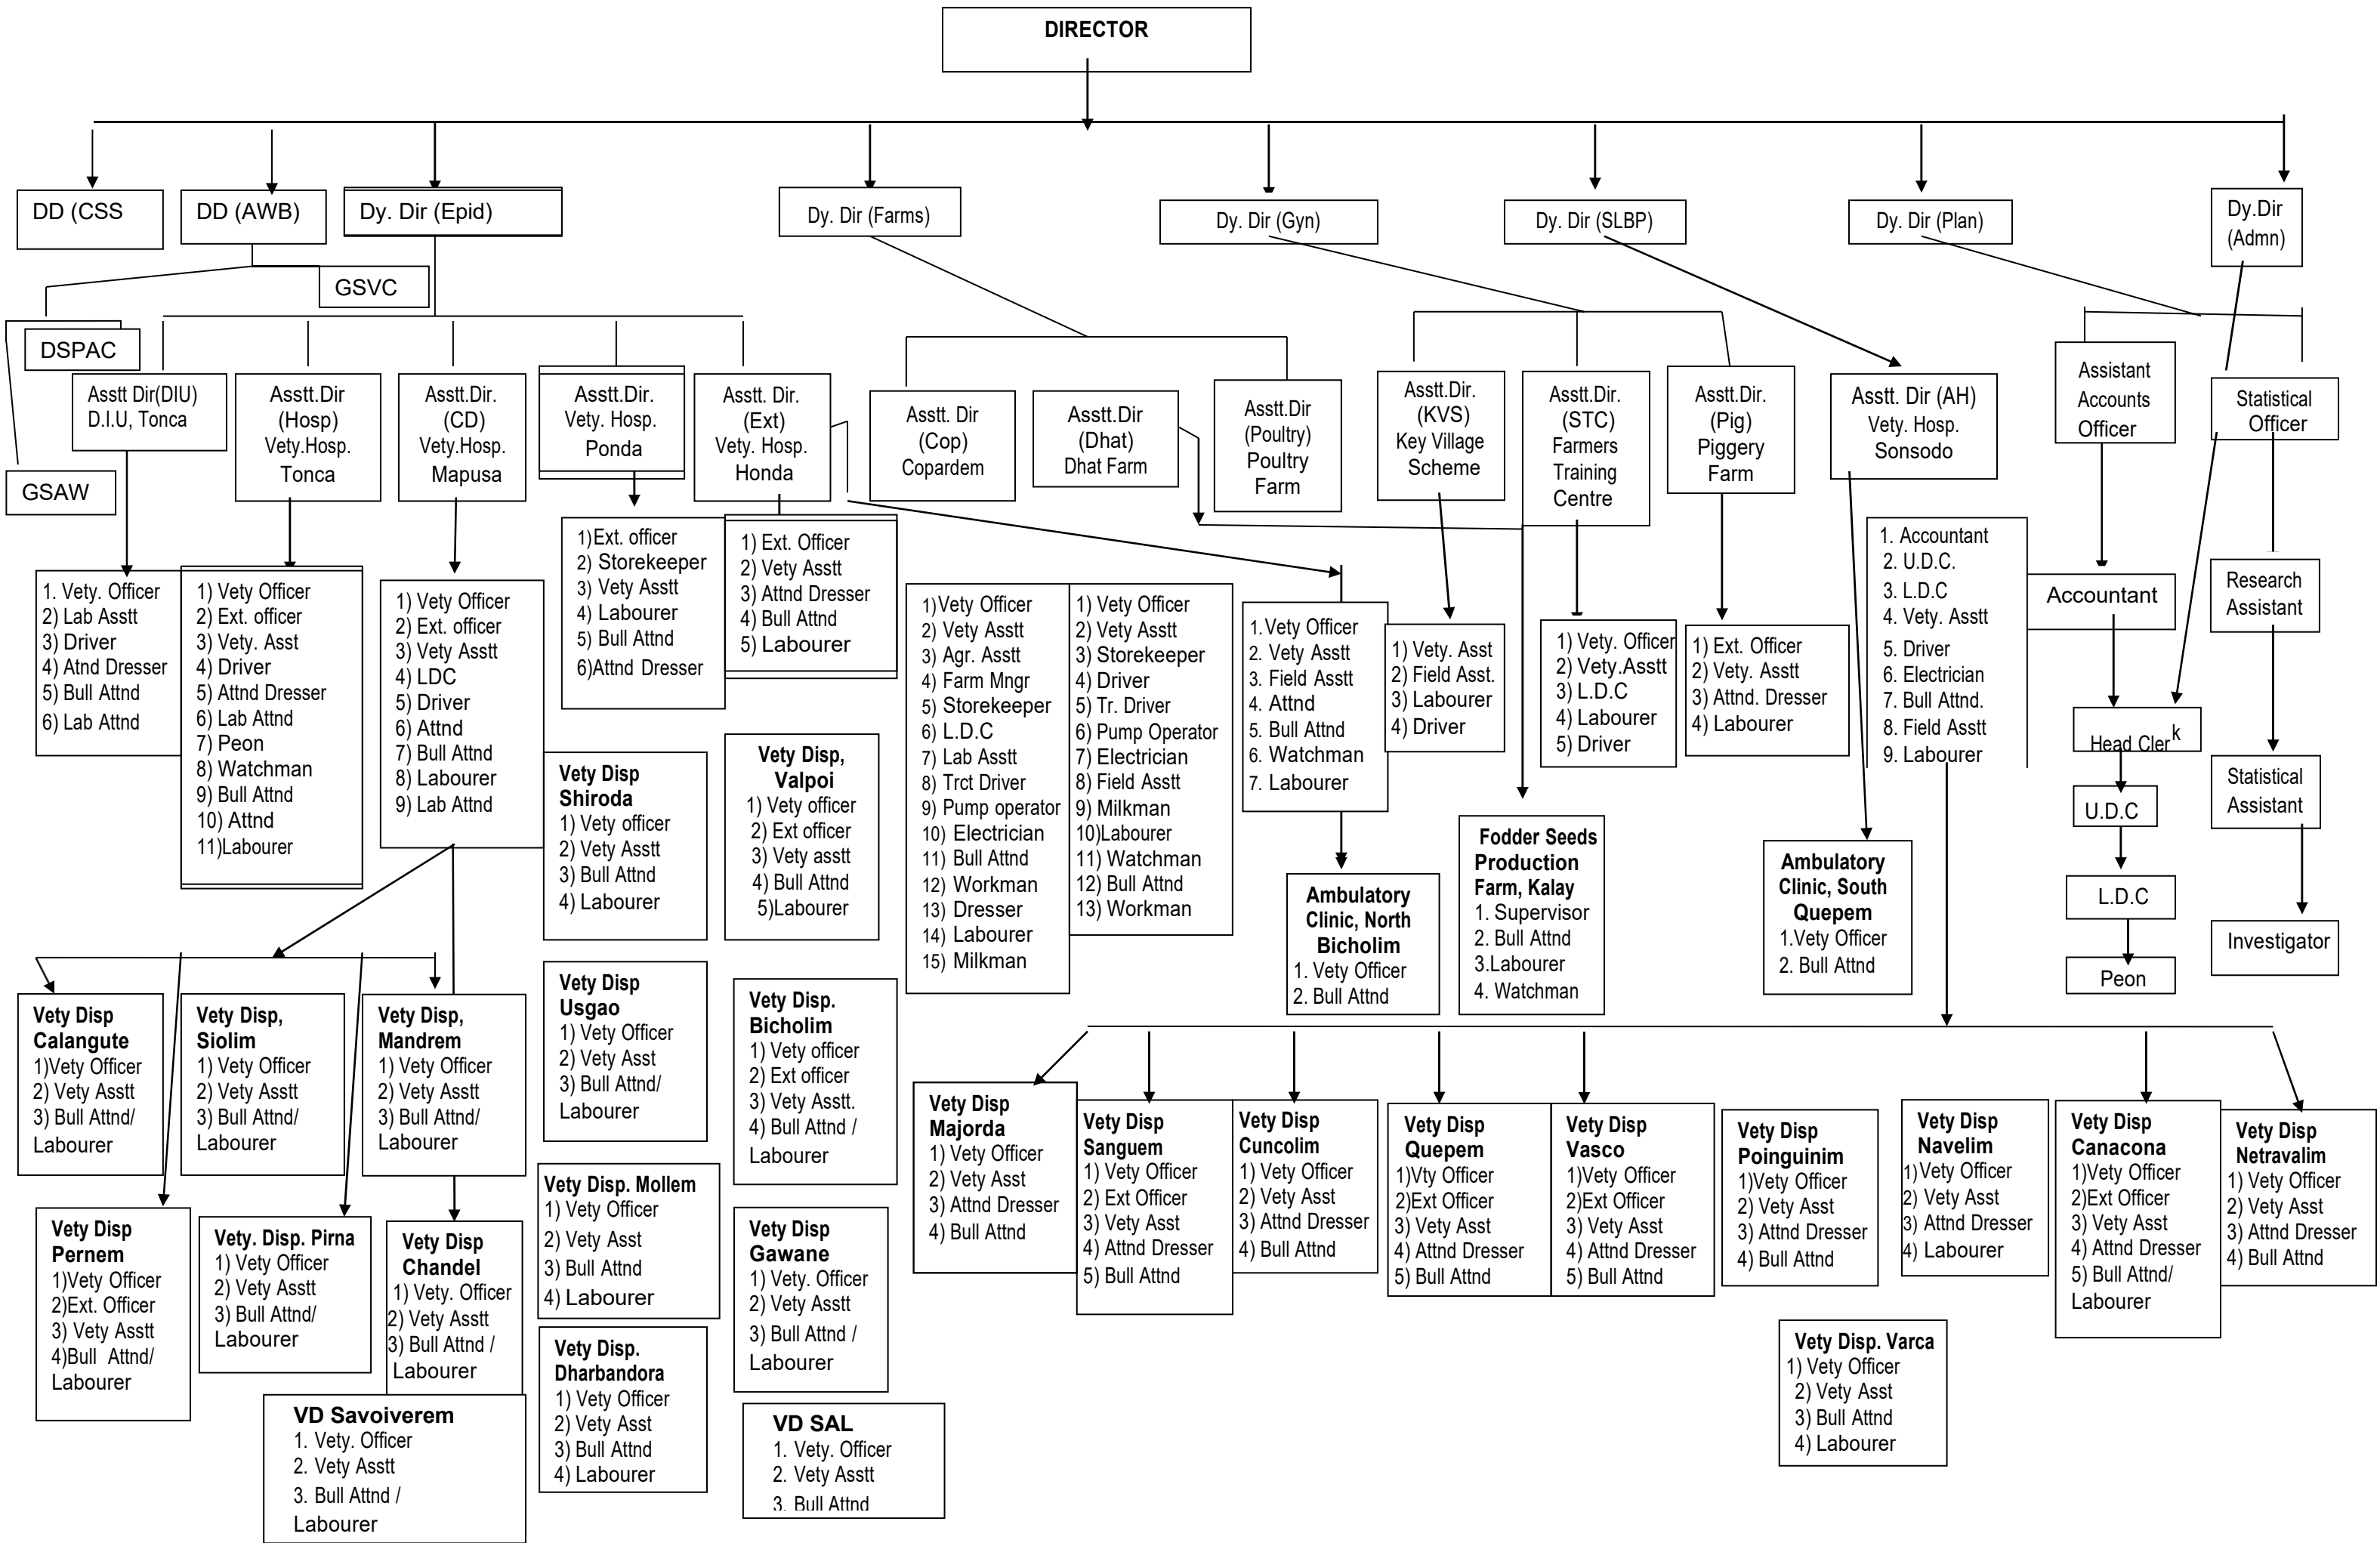 DIRECTOR
DD (CSS
DD (AWB)
Dy. Dir (Epid)
Dy. Dir (Farms)
Dy. Dir (Gyn)
Dy. Dir (SLBP)
Dy. Dir (Plan)
Dy.Dir
(Admn)
GSVC
DSPAC
GSAW
Asstt Dir(DIU)
D.I.U, Tonca
Asstt.Dir
(Hosp)
Vety.Hosp.
Tonca
Asstt.Dir.
(CD)
Vety.Hosp.
Mapusa
Asstt.Dir.
Vety. Hosp.
Ponda
Asstt. Dir.
(Ext)
Vety. Hosp.
Honda
Asstt. Dir
(Cop)
Copardem
Asstt.Dir
(Dhat)
Dhat Farm
Asstt.Dir
(Poultry)
Poultry
Farm
Asstt.Dir.
(KVS)
Key Village
Scheme
Asstt.Dir.
(STC)
Farmers
Training
Centre
Asstt.Dir.
(Pig)
Piggery
Farm
Asstt. Dir (AH)
Vety. Hosp.
Sonsodo
Assistant
Accounts
Officer
Statistical
Officer
1. Vety. Officer
2) Lab Asstt
3) Driver
4) Atnd Dresser
5) Bull Attnd
6) Lab Attnd
1) Vety Officer
2) Ext. officer
3) Vety. Asst
4) Driver
5) Attnd Dresser
6) Lab Attnd
7) Peon
8) Watchman
9) Bull Attnd
10) Attnd
11)Labourer
1) Vety Officer
2) Ext. officer
3) Vety Asstt
4) LDC
5) Driver
6) Attnd
7) Bull Attnd
8) Labourer
9) Lab Attnd
1)Ext. officer
2) Storekeeper
3) Vety Asstt
4) Labourer
5) Bull Attnd
6)Attnd Dresser
1) Ext. Officer
2) Vety Asstt
3) Attnd Dresser
4) Bull Attnd
5) Labourer
1)Vety Officer
2) Vety Asstt
3) Agr. Asstt
4) Farm Mngr
5) Storekeeper
6) L.D.C
7) Lab Asstt
8) Trct Driver
9) Pump operator
10) Electrician
11) Bull Attnd
12) Workman
13) Dresser
14) Labourer
15) Milkman
1) Vety Officer
2) Vety Asstt
3) Storekeeper
4) Driver
5) Tr. Driver
6) Pump Operator
7) Electrician
8) Field Asstt
9) Milkman
10)Labourer
11) Watchman
12) Bull Attnd
13) Workman
1.Vety Officer
2. Vety Asstt
3. Field Asstt
4. Attnd
5. Bull Attnd
6. Watchman
7. Labourer
1) Vety. Asst
2) Field Asst.
3) Labourer
4) Driver
1) Vety. Officer
2) Vety.Asstt
3) L.D.C
4) Labourer
5) Driver
1) Ext. Officer
2) Vety. Asstt
3) Attnd. Dresser
4) Labourer
1. Accountant
2. U.D.C.
3. L.D.C
4. Vety. Asstt
5. Driver
6. Electrician
7. Bull Attnd.
8. Field Asstt
9. Labourer
Accountant
Head Clerk
U.D.C
L.D.C
Peon
Research
Assistant
Statistical
Assistant
Investigator
Vety Disp
Shiroda
1) Vety officer
2) Vety Asstt
3) Bull Attnd
4) Labourer
Vety Disp,
Valpoi
1) Vety officer
2) Ext officer
3) Vety asstt
4) Bull Attnd
5)Labourer
Ambulatory
Clinic, North
Bicholim
1. Vety Officer
2. Bull Attnd
Fodder Seeds
Production
Farm, Kalay
1. Supervisor
2. Bull Attnd
3.Labourer
4. Watchman
Ambulatory
Clinic, South
Quepem
1.Vety Officer
2. Bull Attnd
Vety Disp
Calangute
1)Vety Officer
2) Vety Asstt
3) Bull Attnd/
Labourer
Vety Disp,
Siolim
1) Vety Officer
2) Vety Asstt
3) Bull Attnd/
Labourer
Vety Disp,
Mandrem
1) Vety Officer
2) Vety Asstt
3) Bull Attnd/
Labourer
Vety Disp
Usgao
1) Vety Officer
2) Vety Asst
3) Bull Attnd/
Labourer
Vety Disp.
Bicholim
1) Vety officer
2) Ext officer
3) Vety Asstt.
4) Bull Attnd /
Labourer
Vety Disp
Majorda
1) Vety Officer
2) Vety Asst
3) Attnd Dresser
4) Bull Attnd
Vety Disp
Sanguem
1) Vety Officer
2) Ext Officer
3) Vety Asst
4) Attnd Dresser
5) Bull Attnd
Vety Disp
Cuncolim
1) Vety Officer
2) Vety Asst
3) Attnd Dresser
4) Bull Attnd
Vety Disp
Quepem
1)Vty Officer
2)Ext Officer
3) Vety Asst
4) Attnd Dresser
5) Bull Attnd
Vety Disp
Vasco
1)Vety Officer
2)Ext Officer
3) Vety Asst
4) Attnd Dresser
5) Bull Attnd
Vety Disp
Poinguinim
1)Vety Officer
2) Vety Asst
3) Attnd Dresser
4) Bull Attnd
Vety Disp
Navelim
1)Vety Officer
2) Vety Asst
3) Attnd Dresser
4) Labourer
Vety Disp
Canacona
1)Vety Officer
2)Ext Officer
3) Vety Asst
4) Attnd Dresser
5) Bull Attnd/
Labourer
Vety Disp
Netravalim
1) Vety Officer
2) Vety Asst
3) Attnd Dresser
4) Bull Attnd
Vety Disp
Pernem
1)Vety Officer
2)Ext. Officer
3) Vety Asstt
4)Bull Attnd/
Labourer
Vety. Disp. Pirna
1) Vety Officer
2) Vety Asstt
3) Bull Attnd/
Labourer
Vety Disp
Chandel
1) Vety. Officer
2) Vety Asstt
3) Bull Attnd /
Labourer
Vety Disp. Mollem
1) Vety Officer
2) Vety Asst
3) Bull Attnd
4) Labourer
Vety Disp
Gawane
1) Vety. Officer
2) Vety Asstt
3) Bull Attnd /
Labourer
Vety Disp.
Dharbandora
1) Vety Officer
2) Vety Asst
3) Bull Attnd
4) Labourer
Vety Disp. Varca
1) Vety Officer
2) Vety Asst
3) Bull Attnd
4) Labourer
VD Savoiverem
1. Vety. Officer
2. Vety Asstt
3. Bull Attnd /
Labourer
VD SAL
1. Vety. Officer
2. Vety Asstt
3. Bull Attnd